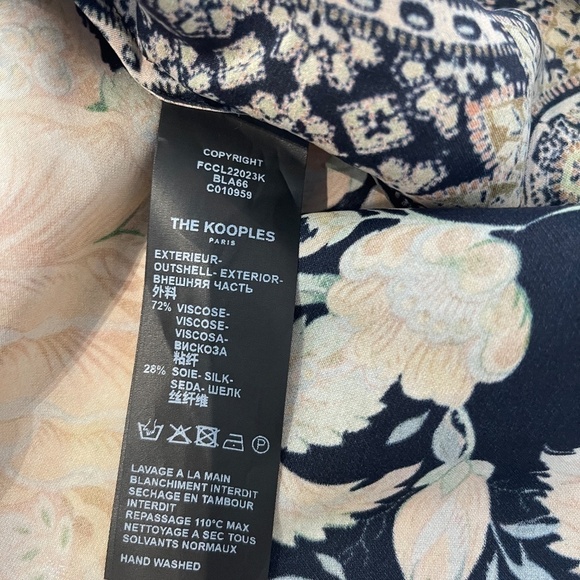 COPYRIGHT
FCCL22023K
BLA66
C010959
THE KOOPLES
PARIS
EXTERIEUR-
OUTSHELL- EXTERIOR-
ВНЕШНЯЯ ЧАСТЬ
外料
72% VISCOSE-
VISCOSE-
VISCOSA-
ВИСКОЗА
粘纤
28% SOIE- SILK-
SEDA- ШЕЛК
丝纤维
P
LAVAGE A LA MAIN
BLANCHIMENT INTERDIT
SECHAGE EN TAMBOUR
INTERDIT
REPASSAGE 110°C MAX
NETTOYAGE A SEC TOUS
SOLVANTS NORMAUX
HAND WASHED